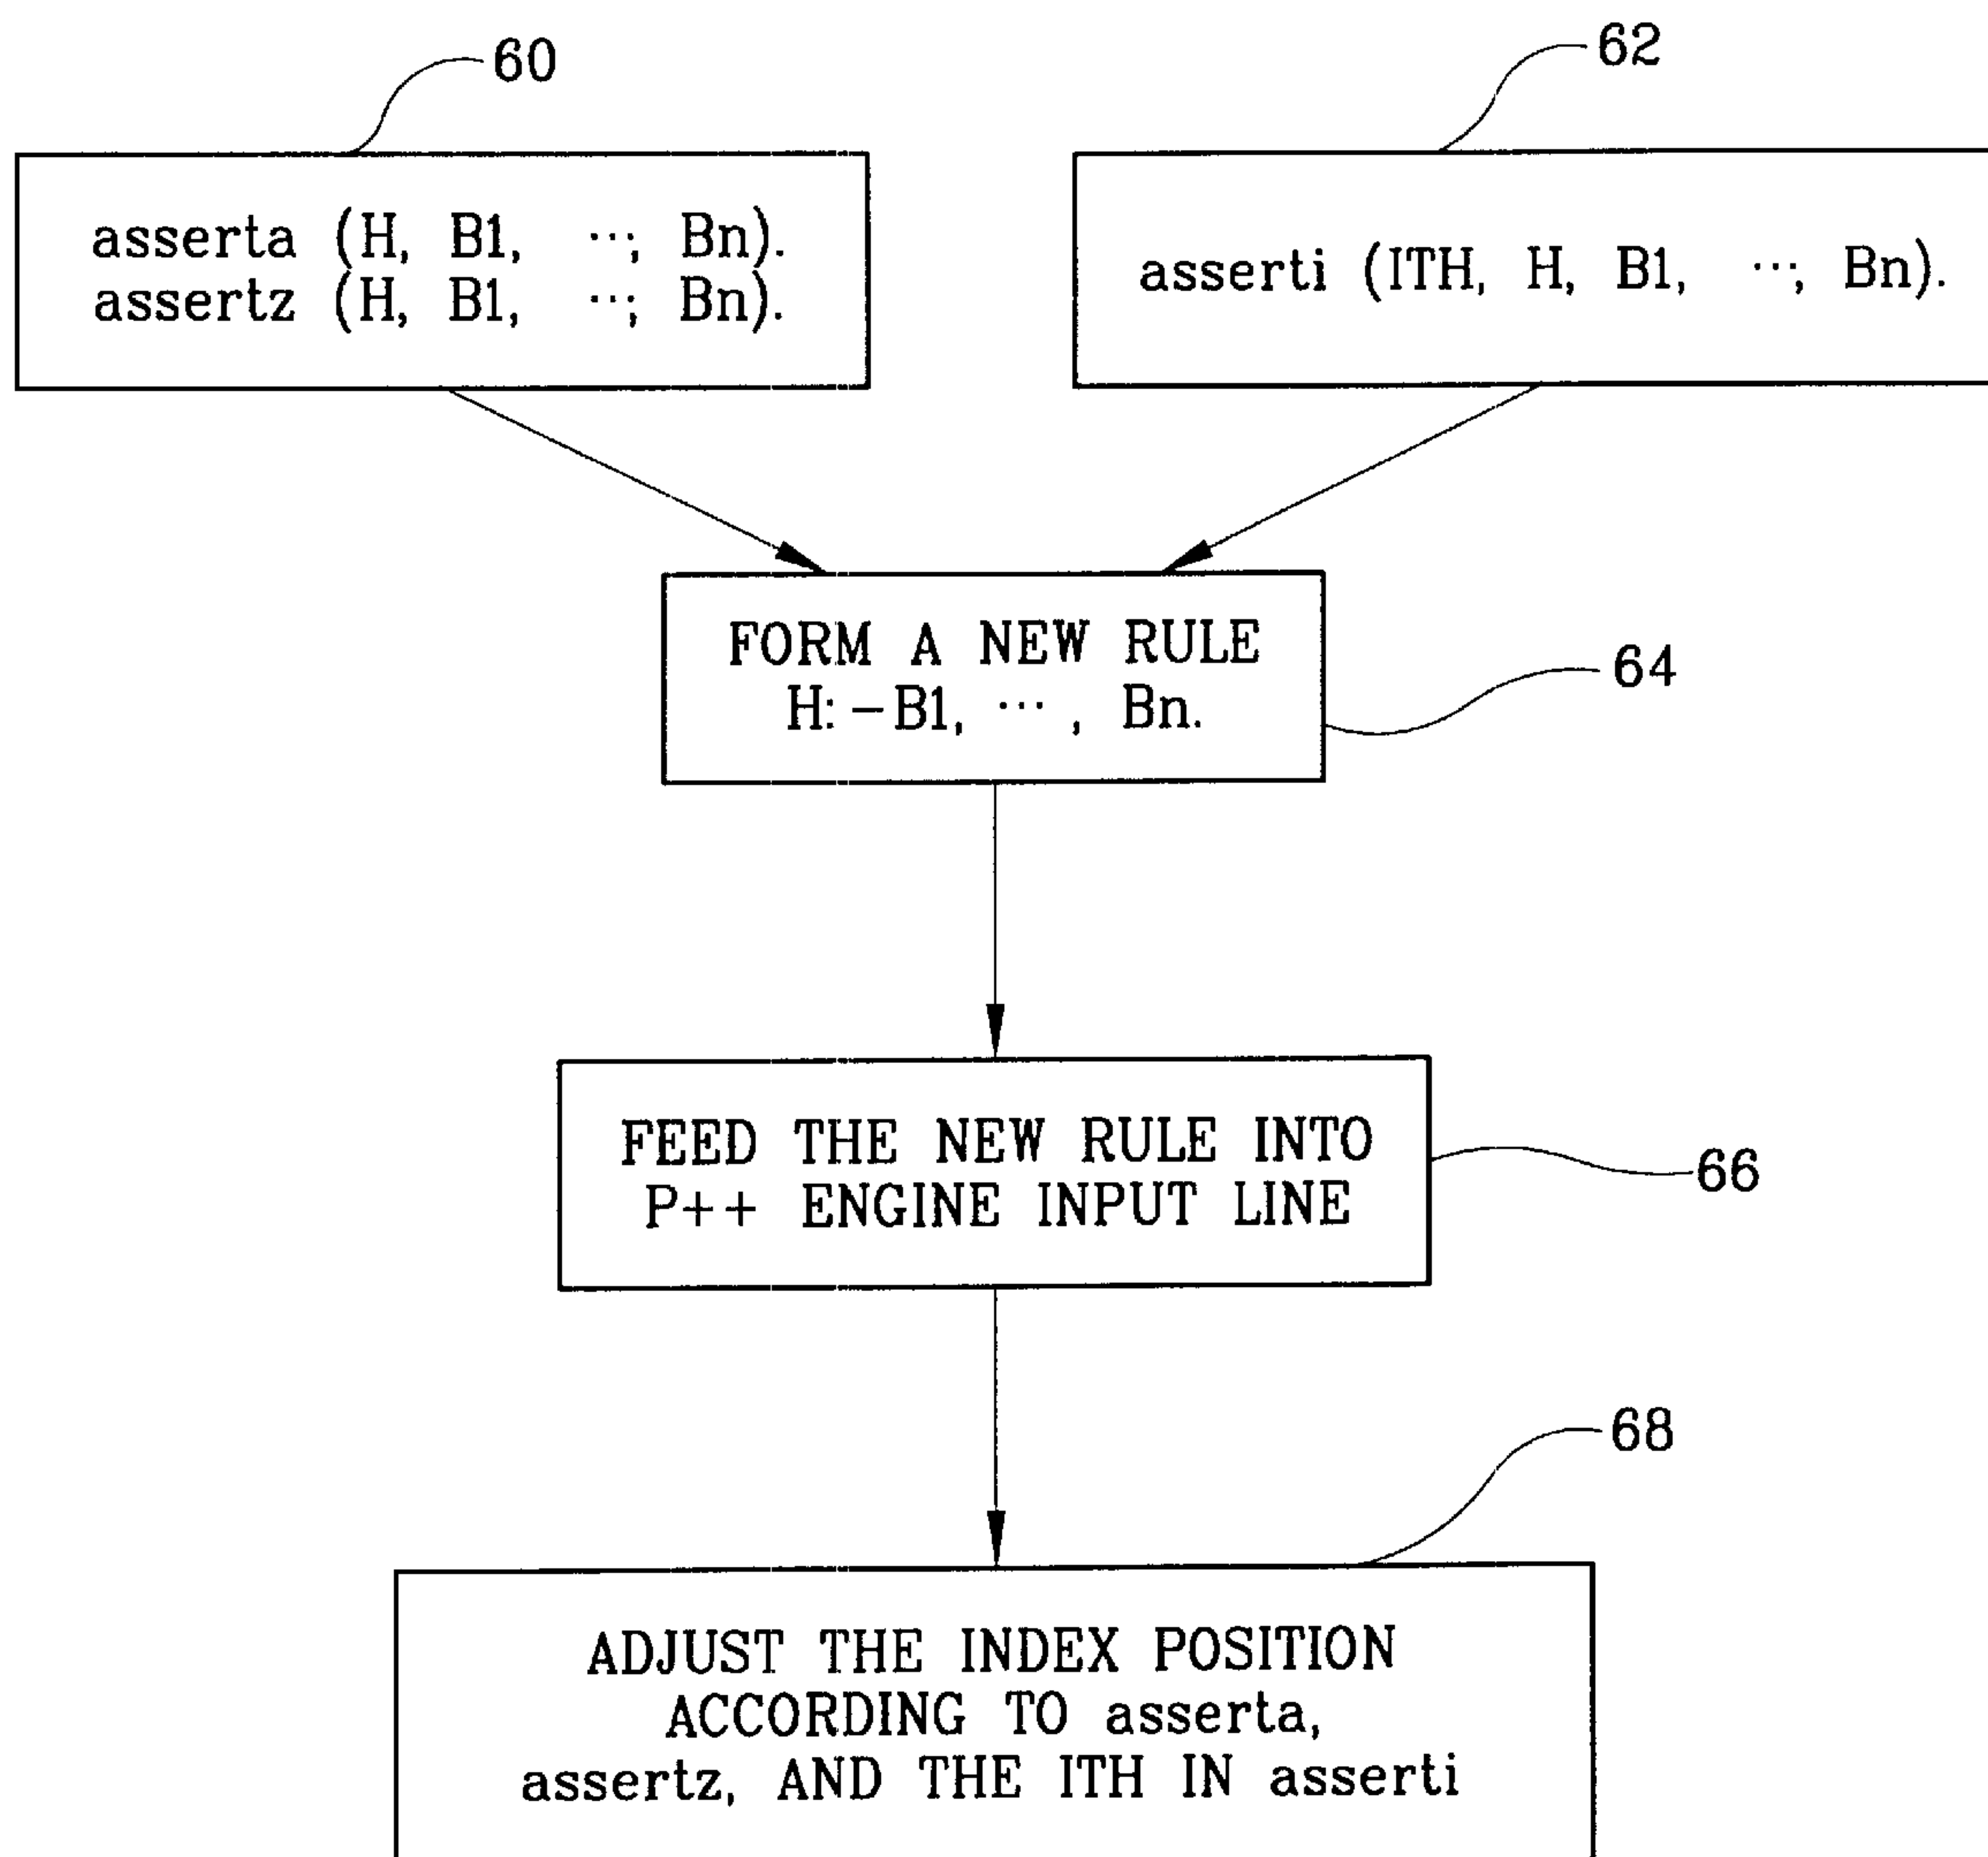 60
62
asserta (H, B1, ···, Bn).
assertz (H, B1, ···, Bn).
asserti (ITH, H, B1, ···, Bn).
FORM A NEW RULE
H:-B1, ··· , Bn.
64
FEED THE NEW RULE INTO
P++ ENGINE INPUT LINE
66
68
ADJUST THE INDEX POSITION
ACCORDING TO asserta,
assertz, AND THE ITH IN asserti